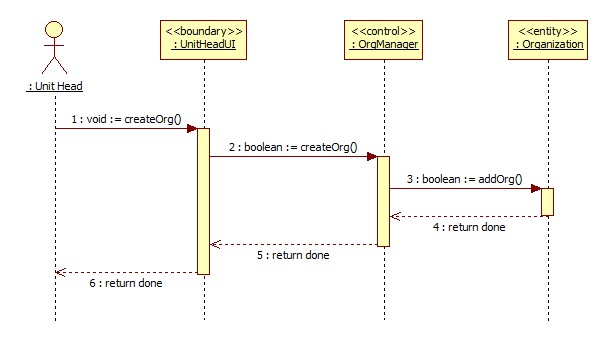 <<boundary>>
: UnitHeadUI
<<control>>
: OrgManager
<<entity>>
: Organization
: Unit Head
1 : void := createOrg()
2 : boolean := createOrg()
3 : boolean := addOrg()
4 : return done
5 : return done
6 : return done